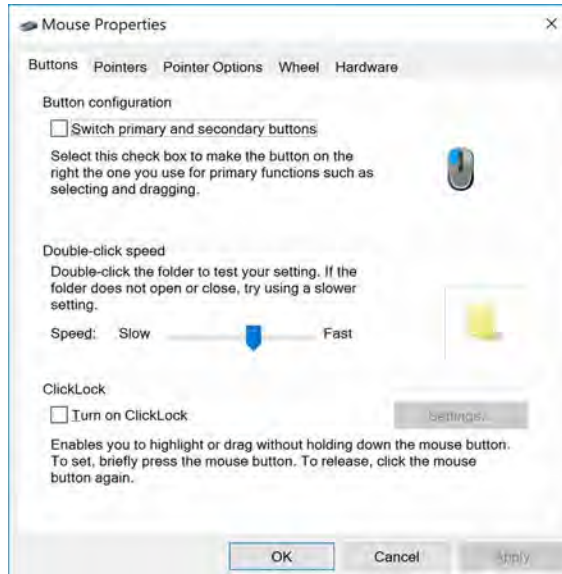 Mouse Properties
Buttons Pointers Pointer Options Wheel Hardware
Button configuration
Switch primary and secondary buttons
Select this check box to make the button on the
right the one you use for primary functions such as
selecting and dragging.
Double-click speed
Double-click the folder to test your setting. If the
folder does not open or close, try using a slower
setting.
Speed: Slow Fast
ClickLock
Turn on ClickLock Settings...
Enables you to highlight or drag without holding down the mouse button.
To set, briefly press the mouse button. To release, click the mouse
button again.
OK Cancel Apply